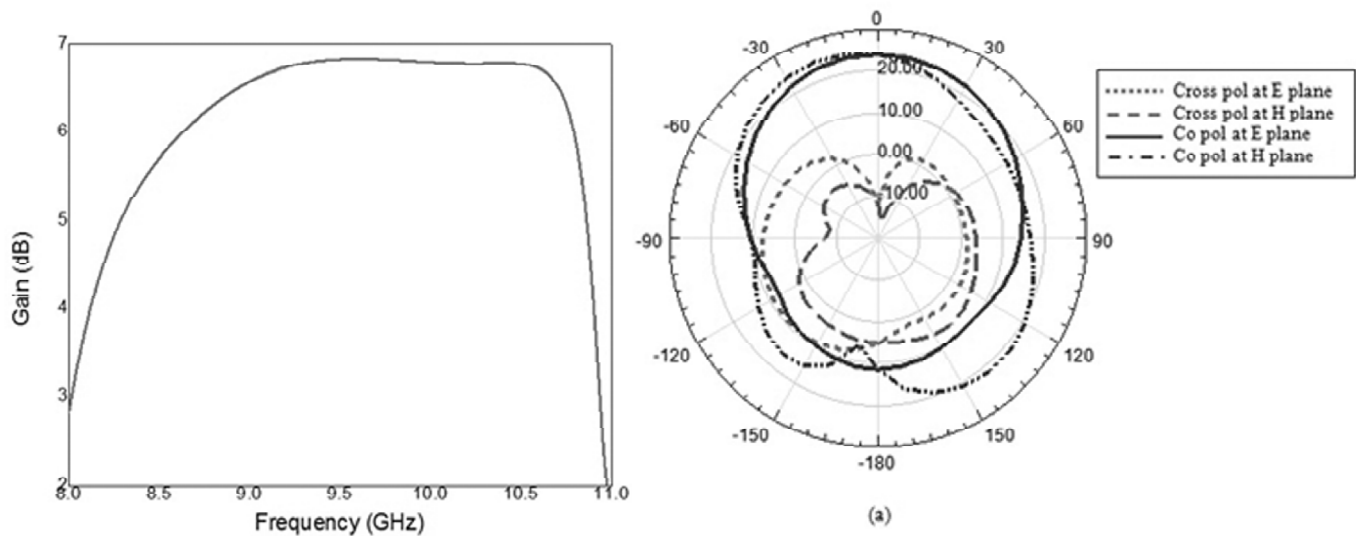 7
6
5
4
3
2
Gain (dB)
8.0 8.5 9.0 9.5 10.0 10.5 11.0
Frequency (GHz)
0
-30 30
-60 60
-90 90
-120 120
-150 150
-180
20.00
10.00
0.00
10.00
Cross pol at E plane
Cross pol at H plane
Co pol at E plane
Co pol at H plane
(a)